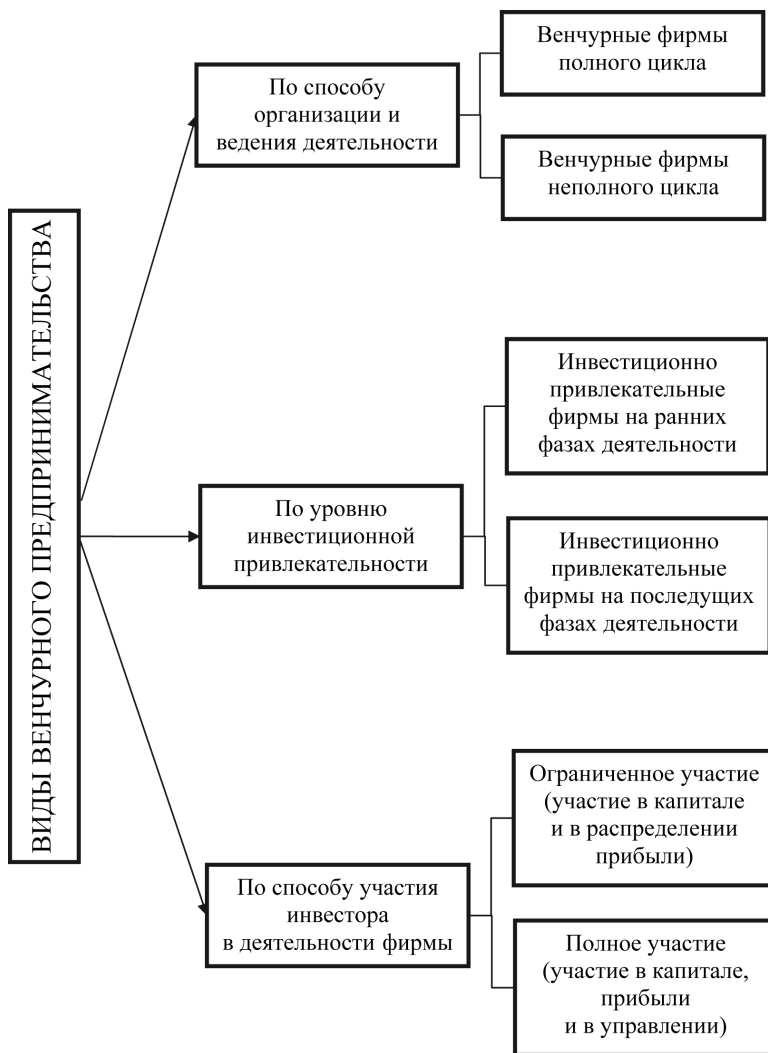 ВИДЫ ВЕНЧУРНОГО ПРЕДПРИНИМАТЕЛЬСТВА
По способу
организации и
ведения деятельности
Венчурные фирмы
полного цикла
Венчурные фирмы
неполного цикла
По уровню
инвестиционной
привлекательности
Инвестиционно
привлекательные
фирмы на ранних
фазах деятельности
Инвестиционно
привлекательные
фирмы на последущих
фазах деятельности
По способу участия
инвестора
в деятельности фирмы
Ограниченное участие
(участие в капитале
и в распределении
прибыли)
Полное участие
(участие в капитале,
прибыли
и в управлении)